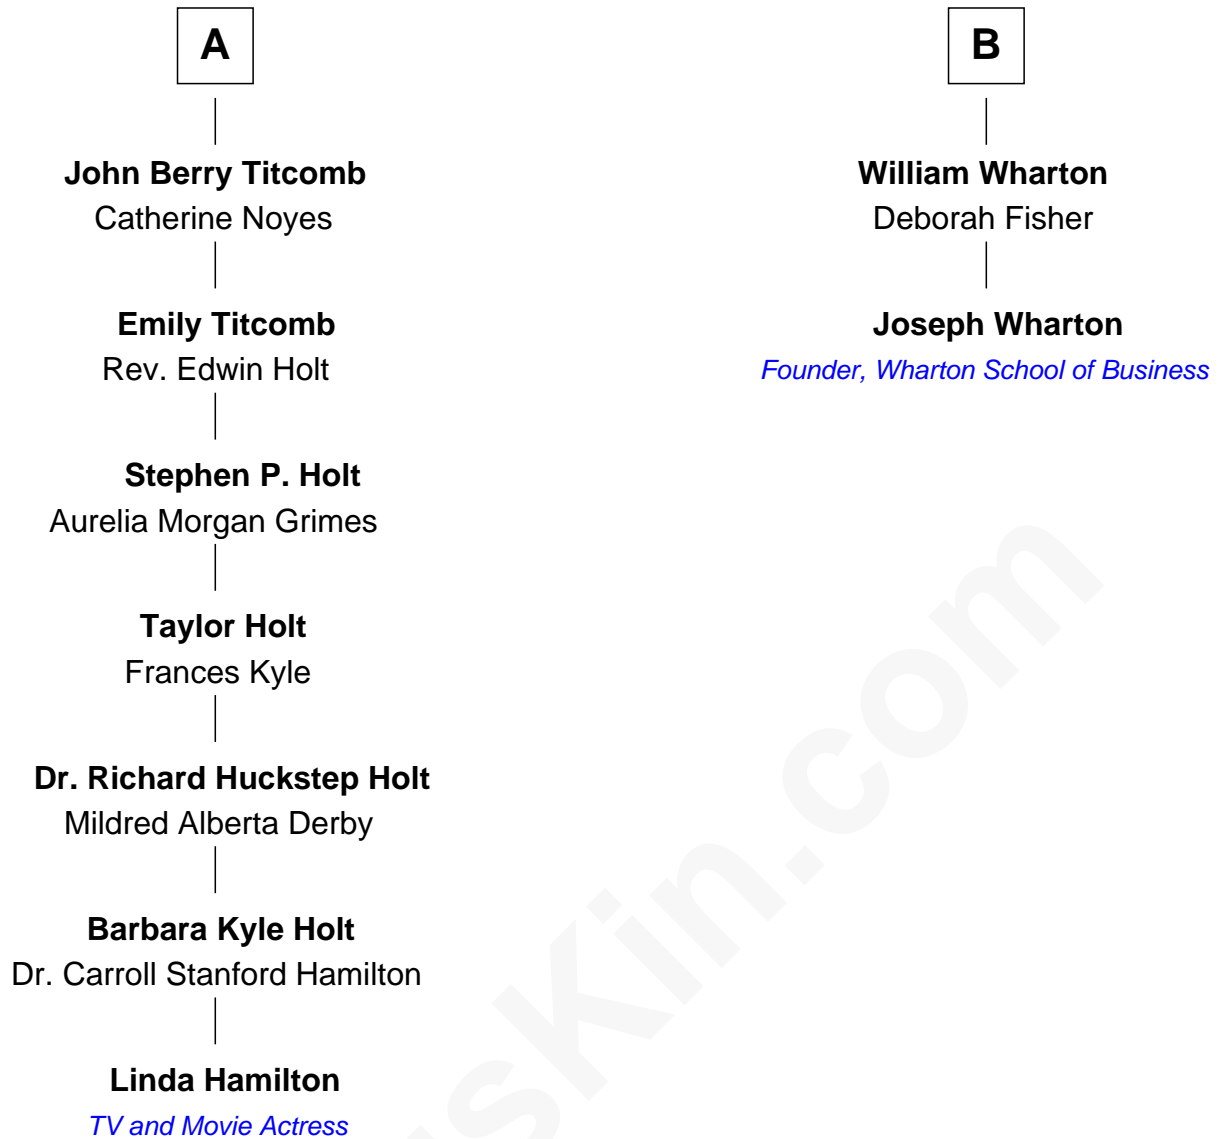 A
John Berry Titcomb
Catherine Noyes
Emily Titcomb
Rev. Edwin Holt
Stephen P. Holt
Aurelia Morgan Grimes
Taylor Holt
Frances Kyle
Dr. Richard Huckstep Holt
Mildred Alberta Derby
Barbara Kyle Holt
Dr. Carroll Stanford Hamilton
Linda Hamilton
TV and Movie Actress
B
William Wharton
Deborah Fisher
Joseph Wharton
Founder, Wharton School of Business
sKin.com